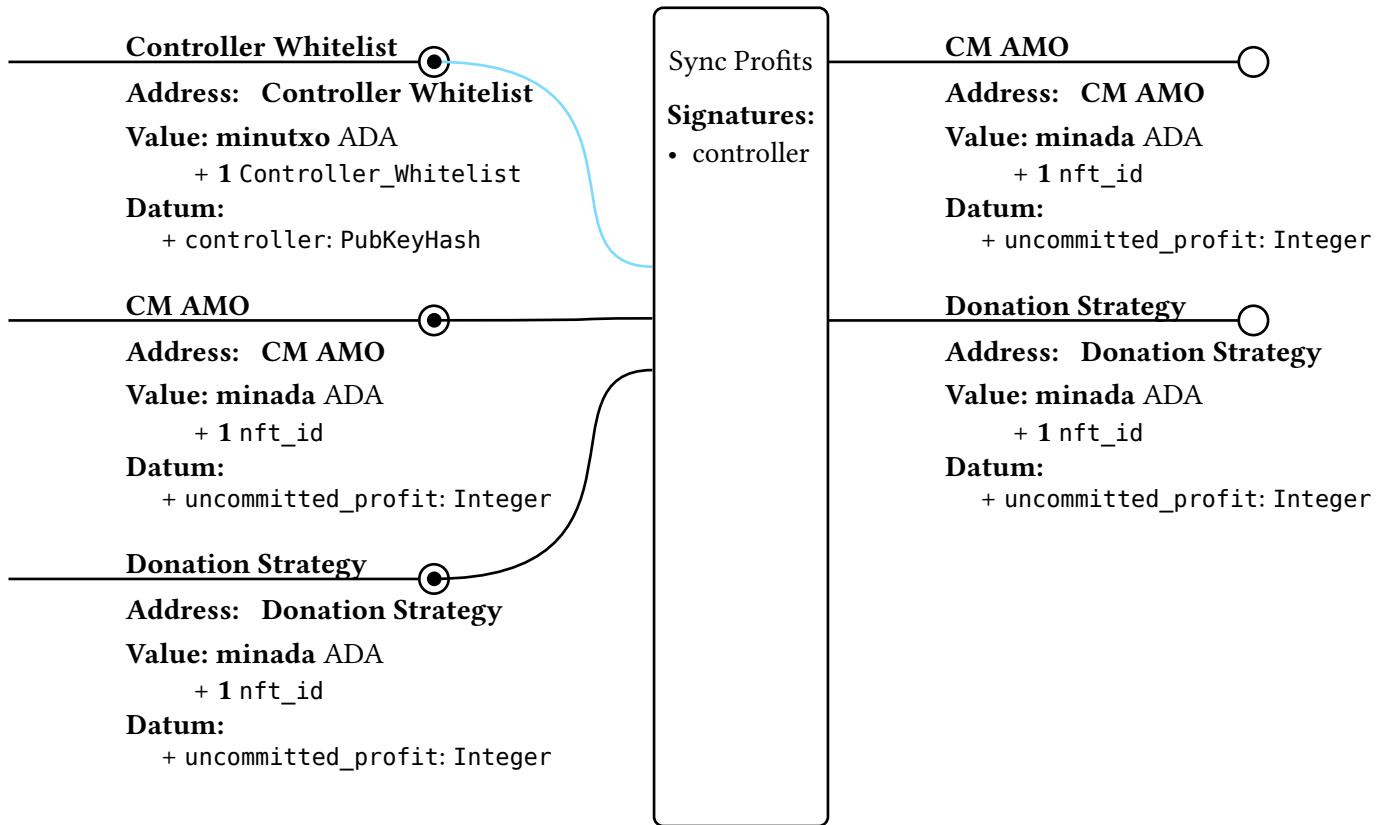 Controller Whitelist
Address: Controller Whitelist
Value: minutxo ADA
+ 1 Controller_Whitelist
Datum:
+ controller: PubKeyHash
CM AMO
Address: CM AMO
Value: minada ADA
+ 1 nft_id
Datum:
+ uncommitted_profit: Integer
Donation Strategy
Address: Donation Strategy
Value: minada ADA
+ 1 nft_id
Datum:
+ uncommitted_profit: Integer
Sync Profits
Signatures:
• controller
CM AMO
Address: CM AMO
Value: minada ADA
+ 1 nft_id
Datum:
+ uncommitted_profit: Integer
Donation Strategy
Address: Donation Strategy
Value: minada ADA
+ 1 nft_id
Datum:
+ uncommitted_profit: Integer